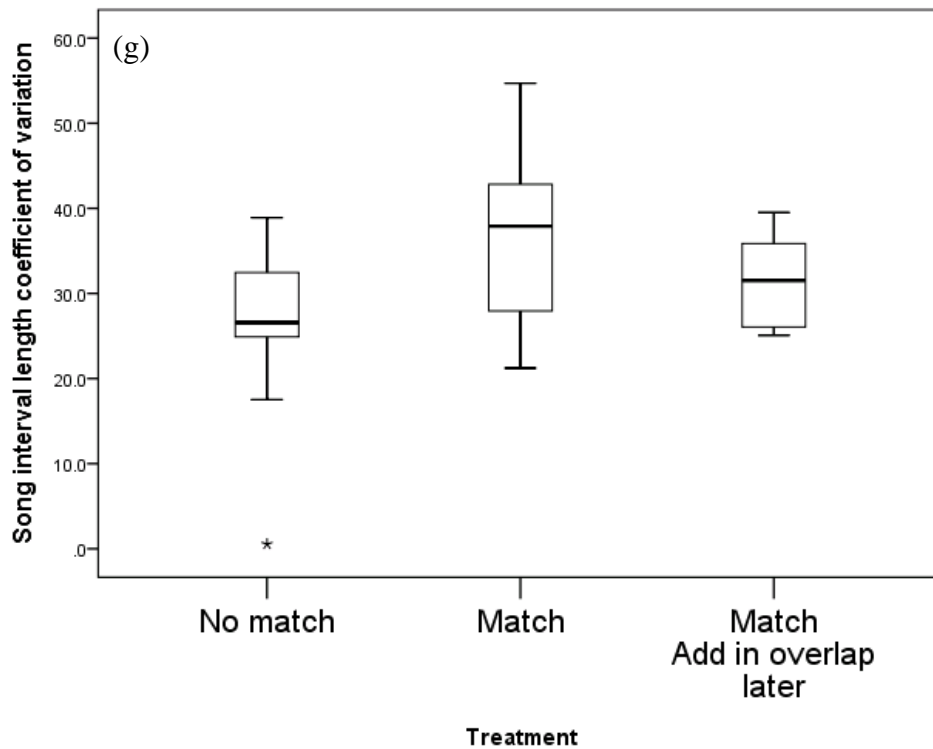 (g)
Song interval length coefficient of variation
60.0
50.0
40.0
30.0
20.0
10.0
.0
*
No match
Match
Match
Add in overlap
later
Treatment